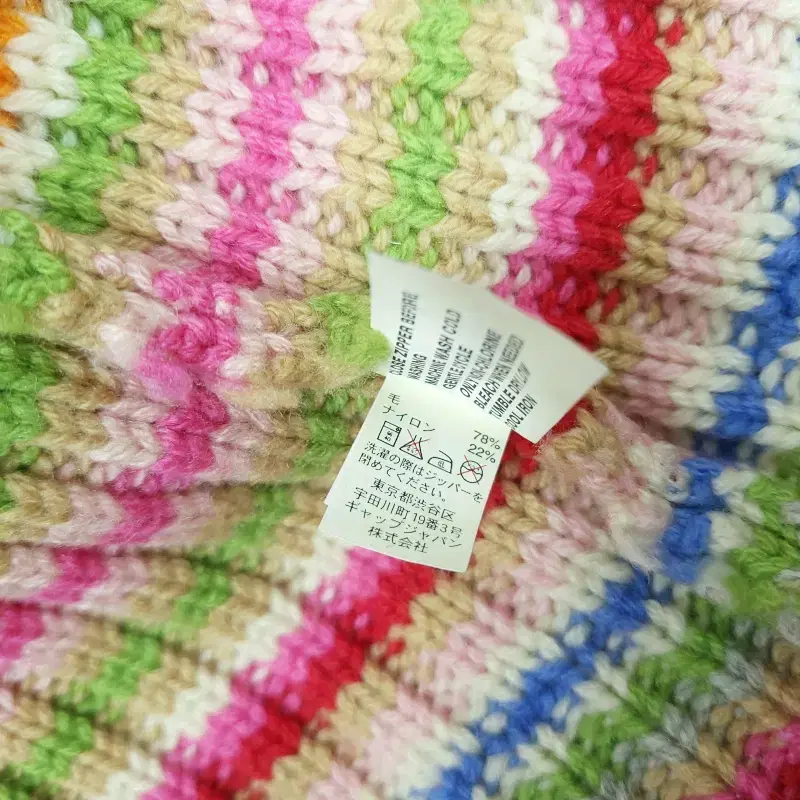 LOSE ZIPPER BEFORE
WASHING
MACHINE WASH COLD
GENTLE CYCLE
ONLY NON-CHLORINE
BLEACH WHEN NEEDED
TUMBLE DRY LOW
OOL IRON
毛 78%
ナイロン 22%
洗濯の際はジッパーを
閉めてください。
東京都渋谷区
宇田川町19番3号
ギャップジャパン
株式会社